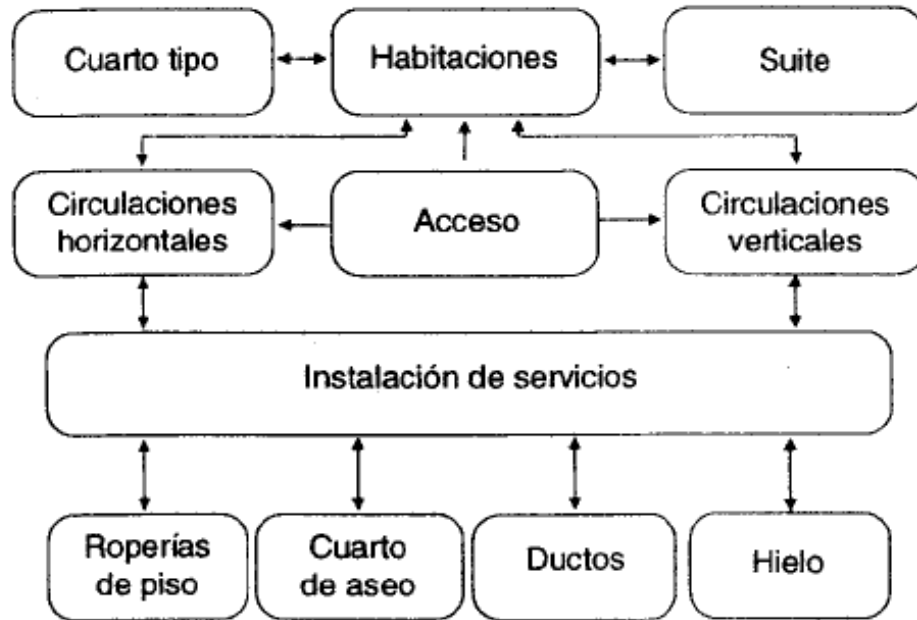 Cuarto tipo
Habitaciones
Suite
Circulaciones
horizontales
Acceso
Circulaciones
verticales
Instalación de servicios
Roperías
de piso
Cuarto
de aseo
Ductos
Hielo